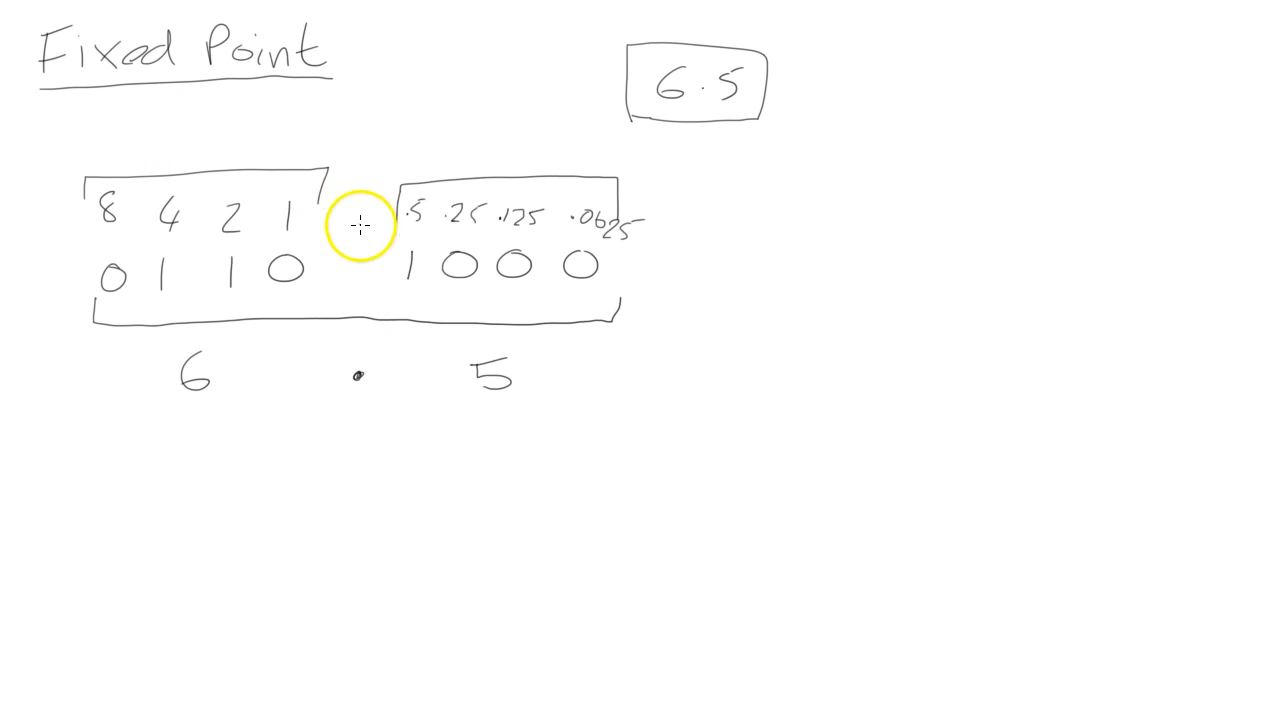 Fixed Point
6.5
8 4 2 1 .5 .25 .125 .0625
0 1 1 0 1 0 0 0
6 . 5